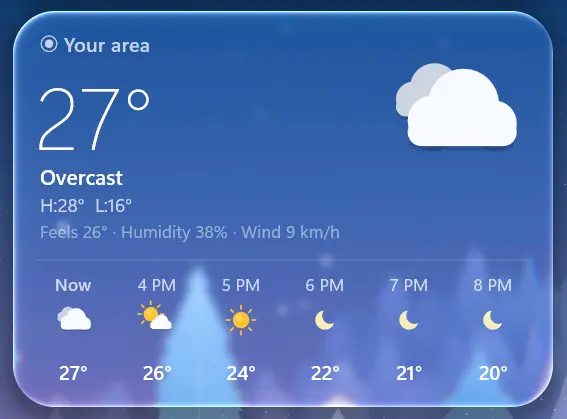 Your area
27°
Overcast
H:28° L:16°
Feels 26° · Humidity 38% · Wind 9 km/h
Now 4 PM 5 PM 6 PM 7 PM 8 PM
27° 26° 24° 22° 21° 20°